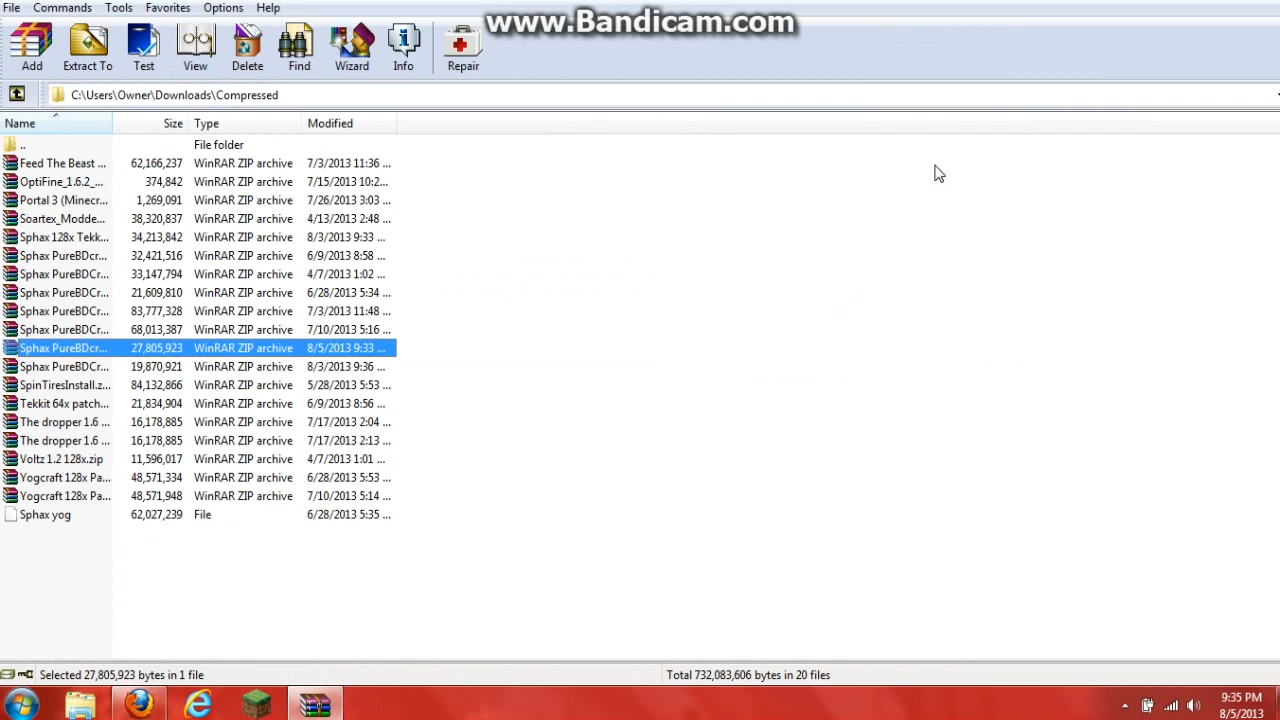 File Commands Tools Favorites Options Help
www.Bandicam.com
Add Extract To Test View Delete Find Wizard Info Repair
C:\Users\Owner\Downloads\Compressed
Name Size Type Modified
.. File folder
Feed The Beast ... 62,166,237 WinRAR ZIP archive 7/3/2013 11:36 ...
OptiFine_1.6.2_... 374,842 WinRAR ZIP archive 7/15/2013 10:2...
Portal 3 (Minecr... 1,269,091 WinRAR ZIP archive 7/26/2013 3:03 ...
Soartex_Modde... 38,320,837 WinRAR ZIP archive 4/13/2013 2:48 ...
Sphax 128x Tekk... 34,213,842 WinRAR ZIP archive 8/3/2013 9:33 ...
Sphax PureBDcr... 32,421,516 WinRAR ZIP archive 6/9/2013 8:58 ...
Sphax PureBDCr... 33,147,794 WinRAR ZIP archive 4/7/2013 1:02 ...
Sphax PureBDCr... 21,609,810 WinRAR ZIP archive 6/28/2013 5:34 ...
Sphax PureBDCr... 83,777,328 WinRAR ZIP archive 7/3/2013 11:48 ...
Sphax PureBDCr... 68,013,387 WinRAR ZIP archive 7/10/2013 5:16 ...
Sphax PureBDcr... 27,805,923 WinRAR ZIP archive 8/5/2013 9:33 ...
Sphax PureBDCr... 19,870,921 WinRAR ZIP archive 8/3/2013 9:36 ...
SpinTiresInstall.z... 84,132,866 WinRAR ZIP archive 5/28/2013 5:53 ...
Tekkit 64x patch... 21,834,904 WinRAR ZIP archive 6/9/2013 8:56 ...
The dropper 1.6 ... 16,178,885 WinRAR ZIP archive 7/17/2013 2:04 ...
The dropper 1.6 ... 16,178,885 WinRAR ZIP archive 7/17/2013 2:13 ...
Voltz 1.2 128x.zip 11,596,017 WinRAR ZIP archive 4/7/2013 1:01 ...
Yogcraft 128x Pa... 48,571,334 WinRAR ZIP archive 6/28/2013 5:53 ...
Yogcraft 128x Pa... 48,571,948 WinRAR ZIP archive 7/10/2013 5:14 ...
Sphax yog 62,027,239 File 6/28/2013 5:35 ...
Selected 27,805,923 bytes in 1 file Total 732,083,606 bytes in 20 files
9:35 PM
8/5/2013